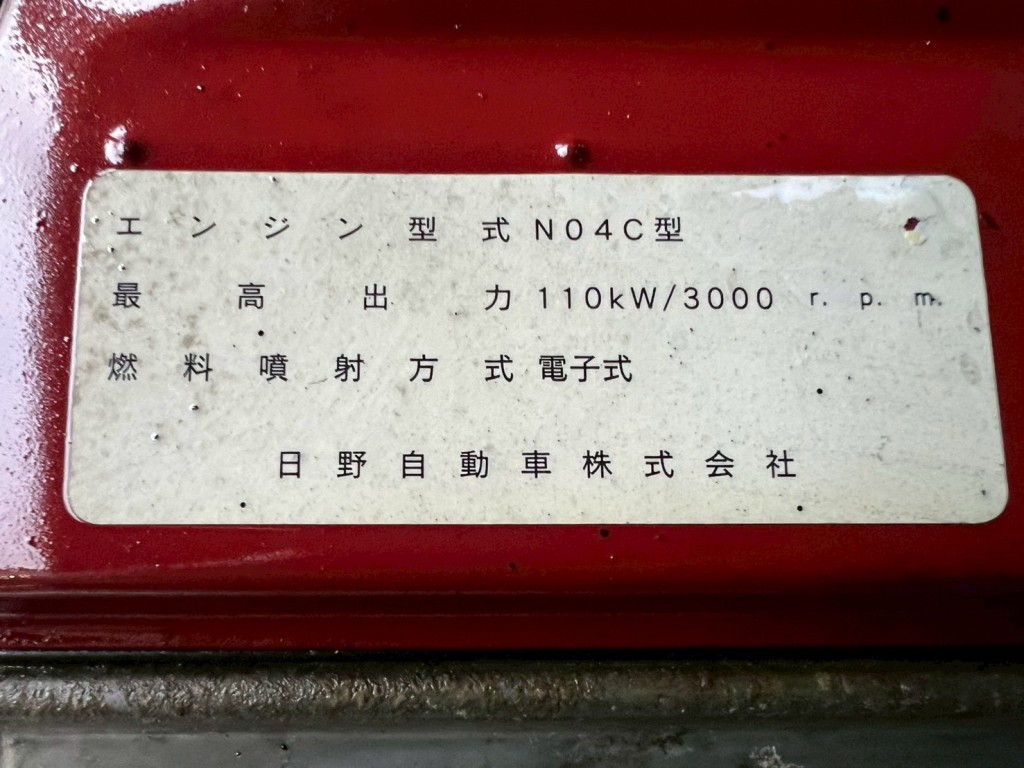 エンジン型式 N04C型
最高出力 110kW/3000 r.p.m.
燃料噴射方式 電子式
日野自動車株式会社